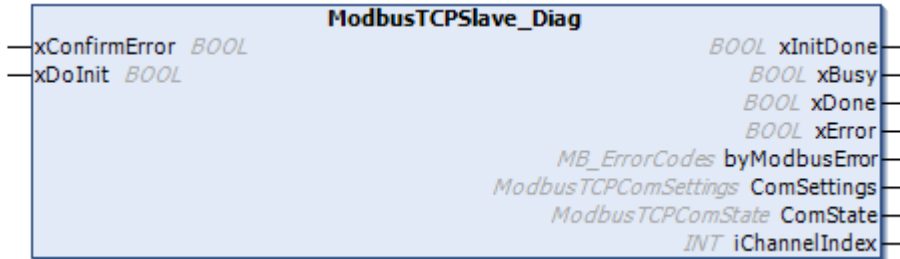 ModbusTCPSlave_Diag
xConfirmError BOOL BOOL xInitDone
xDoInit BOOL BOOL xBusy
BOOL xDone
BOOL xError
MB_ErrorCodes byModbusError
ModbusTCPComSettings ComSettings
ModbusTCPComState ComState
INT iChannelIndex